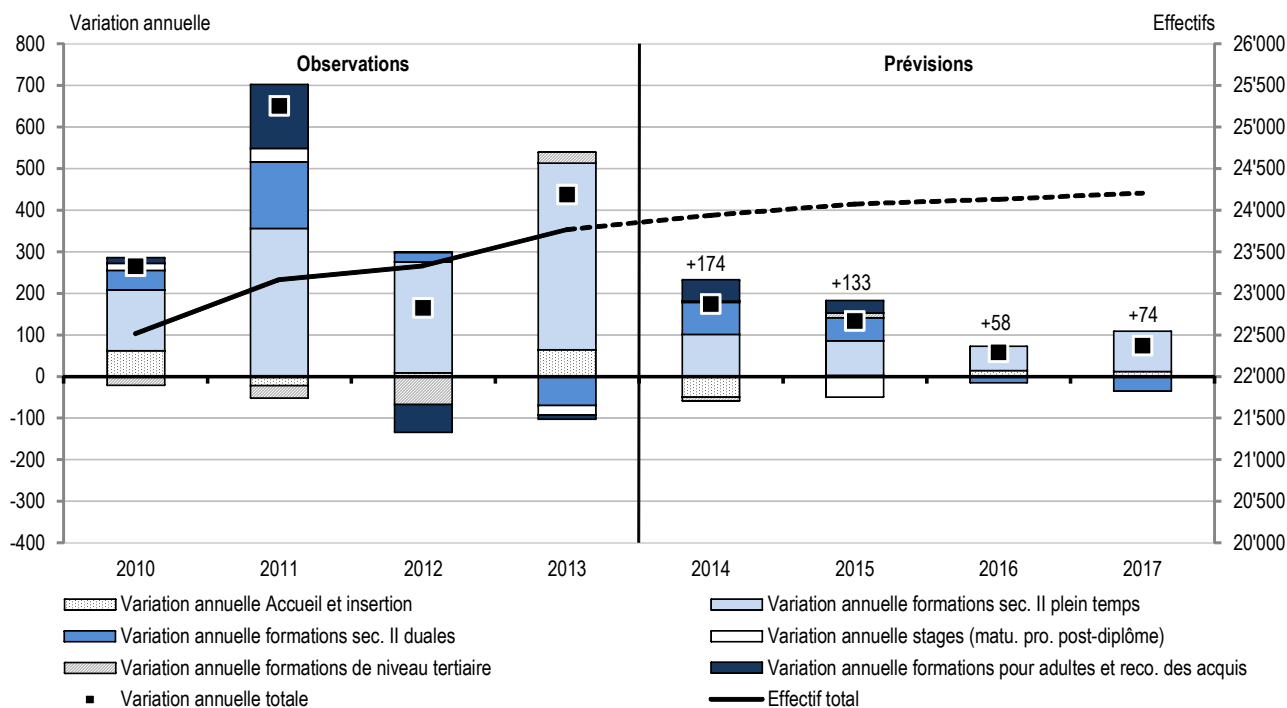 Variation annuelle
Effectifs
800
700
600
500
400
300
200
100
0
-100
-200
-300
-400
26'000
25'500
25'000
24'500
24'000
23'500
23'000
22'500
22'000
21'500
21'000
20'500
20'000
Observations
Prévisions
+174
+133
+58
+74
2010 2011 2012 2013 2014 2015 2016 2017
Variation annuelle Accueil et insertion
Variation annuelle formations sec. II plein temps
Variation annuelle formations sec. II duales
Variation annuelle stages (matu. pro. post-diplôme)
Variation annuelle formations de niveau tertiaire
Variation annuelle formations pour adultes et reco. des acquis
Variation annuelle totale
Effectif total